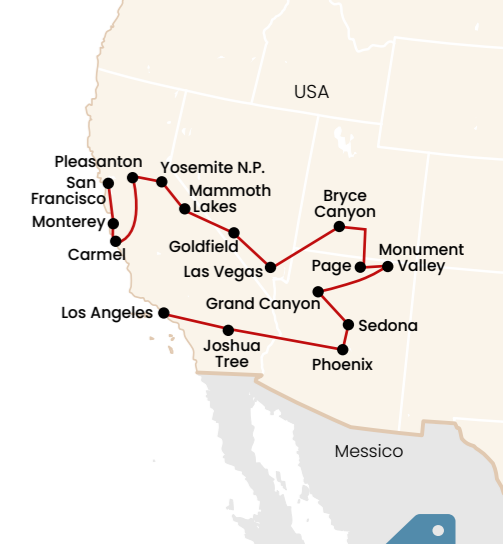 USA
Pleasanton
Yosemite N.P.
San
Francisco
Mammoth
Lakes
Monterey
Bryce
Canyon
Carmel
Goldfield
Monument
Valley
Las Vegas
Page
Grand Canyon
Los Angeles
Sedona
Joshua
Tree
Phoenix
Messico